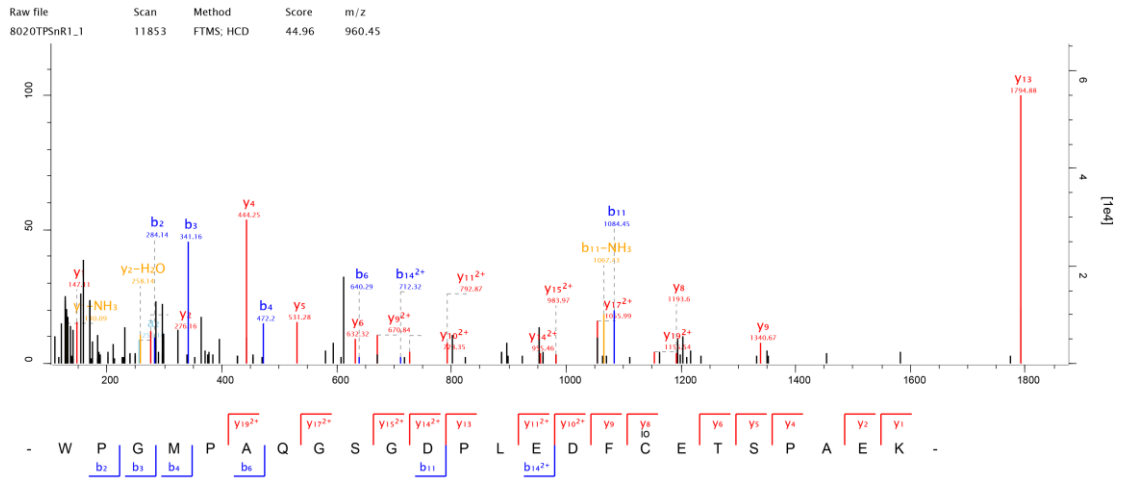 Raw file Scan Method Score m/z
8020TPSnR1_1 11853 FTMS; HCD 44.96 960.45
y13
1794.88
y4
444.25
b2
284.14
b3
341.16
b11
1084.45
b11-NH3
y2-H2O
258.14
y11 2+
792.87
b6
640.29
b14 2+
712.32
y15 2+
983.97
y8
1193.6
147.11
276.16
b4
472.2
y5
531.28
y6
632.32
y9 2+
670.84
y17 2+
y9
1340.67
100
50
0
6
4
2
[1e4]
200 400 600 800 1000 1200 1400 1600 1800
y19 2+ y17 2+ y15 2+ y14 2+ y13 y11 2+ y10 2+ y9 y8 y6 y5 y4 y2 y1
io
- W P G M P A Q G S G D P L E D F C E T S P A E K -
b2 b3 b4 b6 b11 b14 2+